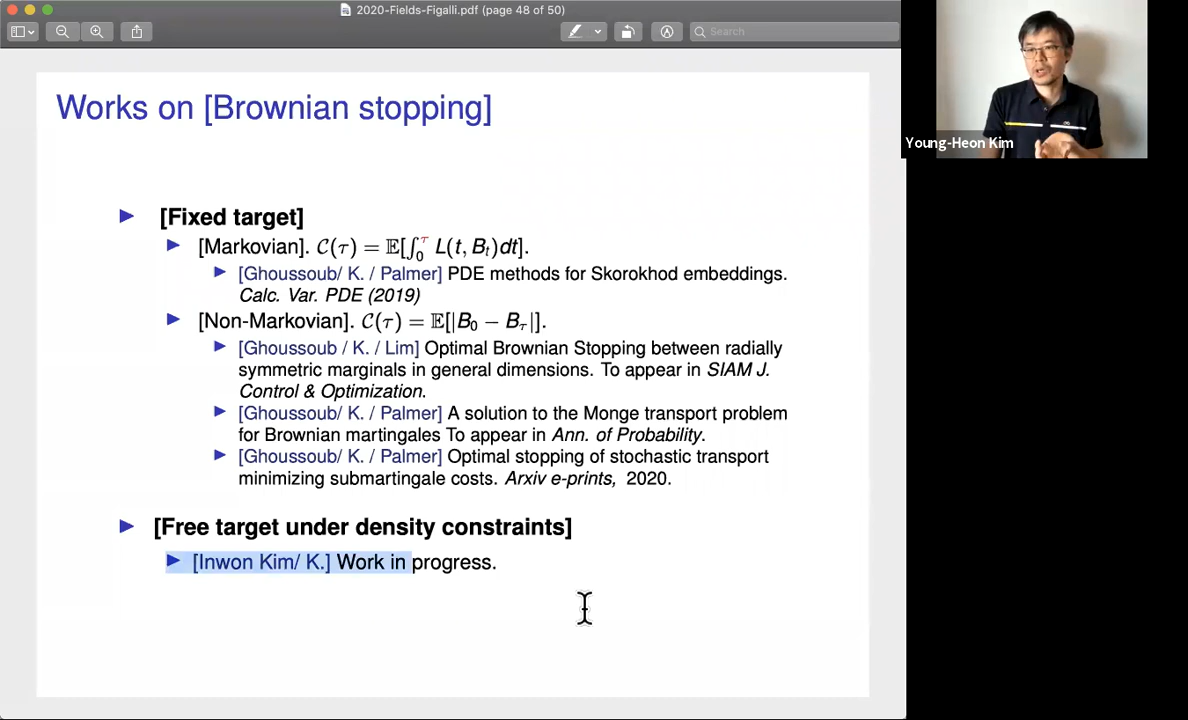 2020-Fields-Figalli.pdf (page 48 of 50)
Search
Works on [Brownian stopping]
Young-Heon Kim
[Fixed target]
[Markovian]. 𝒞(τ) = 𝔼[∫₀^τ L(t, Bₜ)dt].
[Ghoussoub/ K. / Palmer] PDE methods for Skorokhod embeddings.
Calc. Var. PDE (2019)
[Non-Markovian]. 𝒞(τ) = 𝔼[|B₀ − B_τ|].
[Ghoussoub / K. / Lim] Optimal Brownian Stopping between radially
symmetric marginals in general dimensions. To appear in SIAM J.
Control & Optimization.
[Ghoussoub/ K. / Palmer] A solution to the Monge transport problem
for Brownian martingales To appear in Ann. of Probability.
[Ghoussoub/ K. / Palmer] Optimal stopping of stochastic transport
minimizing submartingale costs. Arxiv e-prints, 2020.
[Free target under density constraints]
[Inwon Kim/ K.] Work in progress.